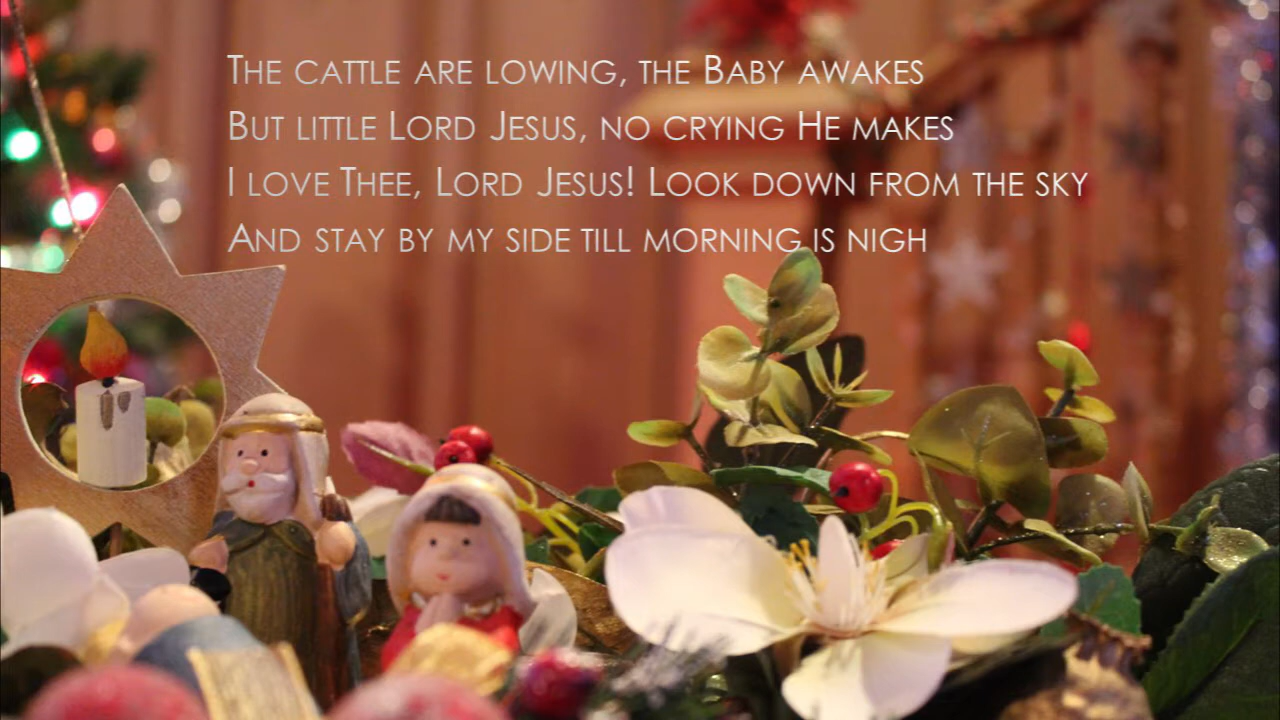 The cattle are lowing, the Baby awakes
But little Lord Jesus, no crying He makes
I love Thee, Lord Jesus! Look down from the sky
And stay by my side till morning is nigh